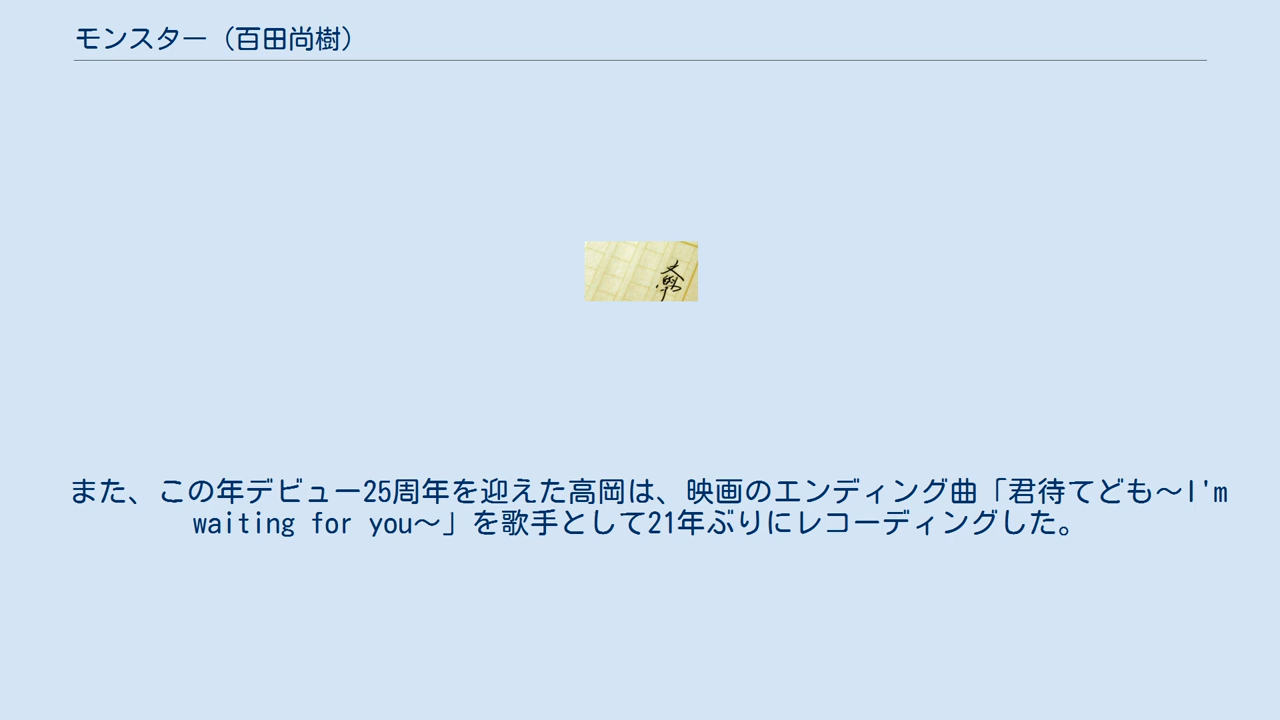 モンスター（百田尚樹）
また、この年デビュー25周年を迎えた高岡は、映画のエンディング曲「君待てども～I'm
waiting for you～」を歌手として21年ぶりにレコーディングした。